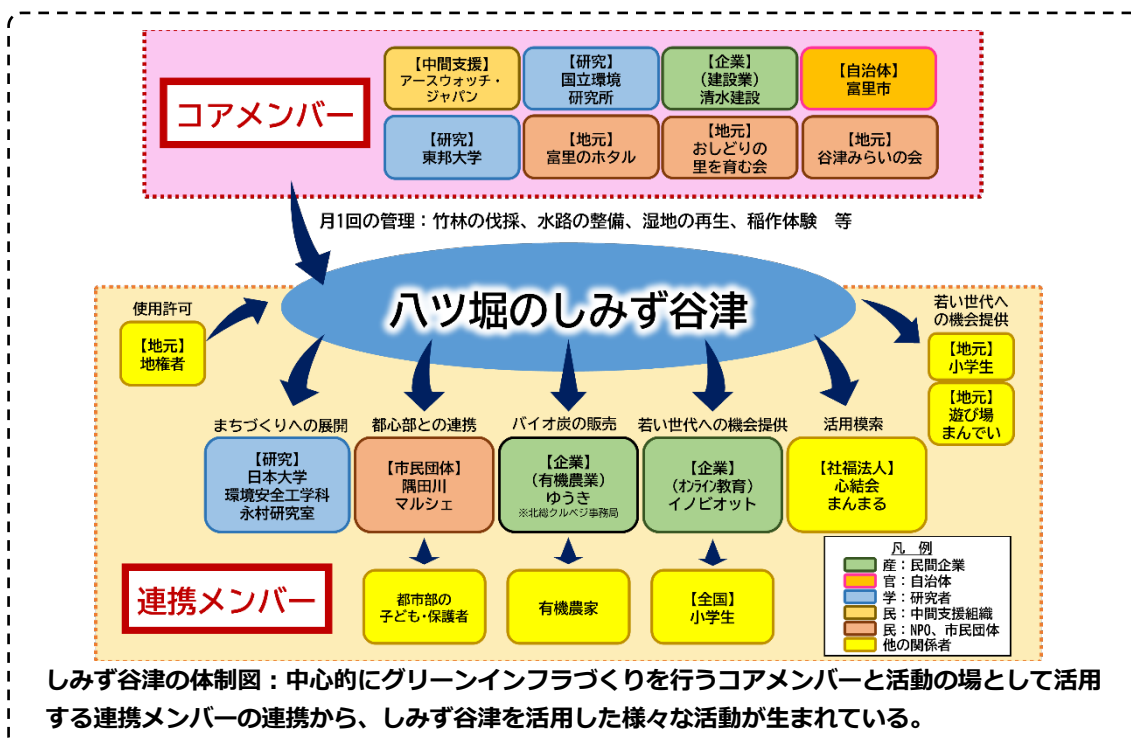 コアメンバー
【中間支援】
アースウォッチ・
ジャパン
【研究】
国立環境
研究所
【企業】
(建設業)
清水建設
【自治体】
富里市
【研究】
東邦大学
【地元】
富里のホタル
【地元】
おしどりの
里を育む会
【地元】
谷津みらいの会
月1回の管理：竹林の伐採、水路の整備、湿地の再生、稲作体験　等
八ツ堀のしみず谷津
使用許可
【地元】
地権者
若い世代へ
の機会提供
【地元】
小学生
【地元】
遊び場
まんでい
まちづくりへの展開
【研究】
日本大学
環境安全工学科
永村研究室
都心部との連携
【市民団体】
隅田川
マルシェ
バイオ炭の販売
【企業】
(有機農業)
ゆうき
※北総クルベジ事務局
若い世代への機会提供
【企業】
(オンライン教育)
イノビオット
活用模索
【社福法人】
心結会
まんまる
連携メンバー
都市部の
子ども・保護者
有機農家
【全国】
小学生
凡　例
産：民間企業
官：自治体
学：研究者
民：中間支援組織
民：NPO、市民団体
他の関係者
しみず谷津の体制図：中心的にグリーンインフラづくりを行うコアメンバーと活動の場として活用
する連携メンバーの連携から、しみず谷津を活用した様々な活動が生まれている。